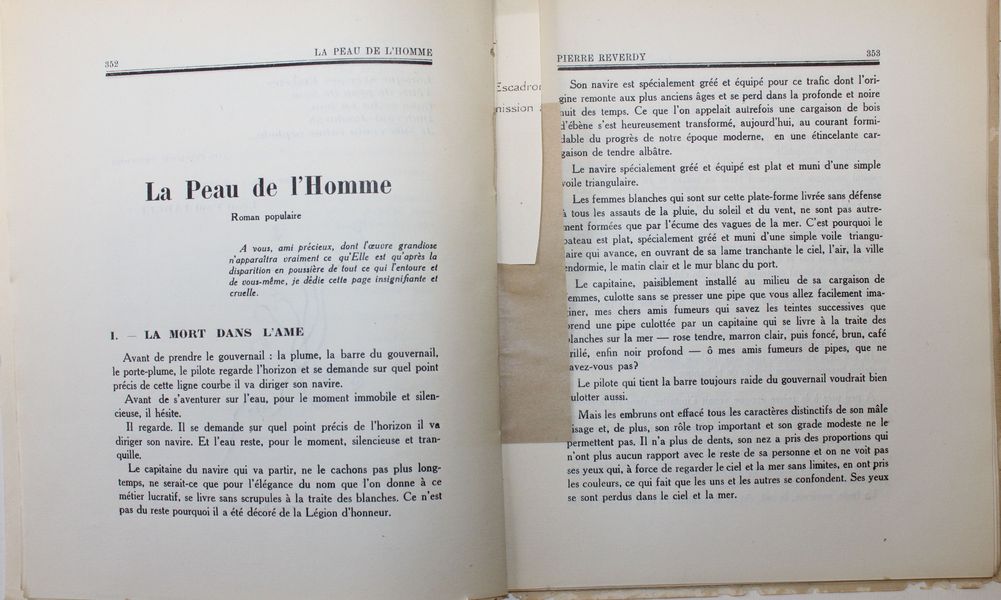 352
LA PEAU DE L'HOMME
La Peau de l'Homme
Roman populaire
A vous, ami précieux, dont l'œuvre grandiose
n'apparaîtra vraiment ce qu'Elle est qu'après la
disparition en poussière de tout ce qui l'entoure et
de vous-même, je dédie cette page insignifiante et
cruelle.
I. — LA MORT DANS L'AME
Avant de prendre le gouvernail : la plume, la barre du gouvernail,
le porte-plume, le pilote regarde l'horizon et se demande sur quel point
précis de cette ligne courbe il va diriger son navire.
Avant de s'aventurer sur l'eau, pour le moment immobile et silen-
cieuse, il hésite.
Il regarde. Il se demande sur quel point précis de l'horizon il va
diriger son navire. Et l'eau reste, pour le moment, silencieuse et tran-
quille.
Le capitaine du navire qui va partir, ne le cachons pas plus long-
temps, ne serait-ce que pour l'élégance du nom que l'on donne à ce
métier lucratif, se livre sans scrupules à la traite des blanches. Ce n'est
pas du reste pourquoi il a été décoré de la Légion d'honneur.
Escadro
mission
PIERRE REVERDY
353
Son navire est spécialement gréé et équipé pour ce trafic dont l'ori-
gine remonte aux plus anciens âges et se perd dans la profonde et noire
nuit des temps. Ce que l'on appelait autrefois une cargaison de bois
d'ébène s'est heureusement transformé, aujourd'hui, au courant formi-
dable du progrès de notre époque moderne, en une étincelante car-
gaison de tendre albâtre.
Le navire spécialement gréé et équipé est plat et muni d'une simple
voile triangulaire.
Les femmes blanches qui sont sur cette plate-forme livrée sans défense
à tous les assauts de la pluie, du soleil et du vent, ne sont pas autre-
ment formées que par l'écume des vagues de la mer. C'est pourquoi le
bateau est plat, spécialement gréé et muni d'une simple voile triangu-
laire qui avance, en ouvrant de sa lame tranchante le ciel, l'air, la ville
endormie, le matin clair et le mur blanc du port.
Le capitaine, paisiblement installé au milieu de sa cargaison de
femmes, culotte sans se presser une pipe que vous allez facilement ima-
giner, mes chers amis fumeurs qui savez les teintes successives que
prend une pipe culottée par un capitaine qui se livre à la traite des
blanches sur la mer — rose tendre, marron clair, puis foncé, brun, café
rillé, enfin noir profond — ô mes amis fumeurs de pipes, que ne
avez-vous pas?
Le pilote qui tient la barre toujours raide du gouvernail voudrait bien
ulotter aussi.
Mais les embruns ont effacé tous les caractères distinctifs de son mâle
isage et, de plus, son rôle trop important et son grade modeste ne le
permettent pas. Il n'a plus de dents, son nez a pris des proportions qui
n'ont plus aucun rapport avec le reste de sa personne et on ne voit pas
ses yeux qui, à force de regarder le ciel et la mer sans limites, en ont pris
les couleurs, ce qui fait que les uns et les autres se confondent. Ses yeux
se sont perdus dans le ciel et la mer.